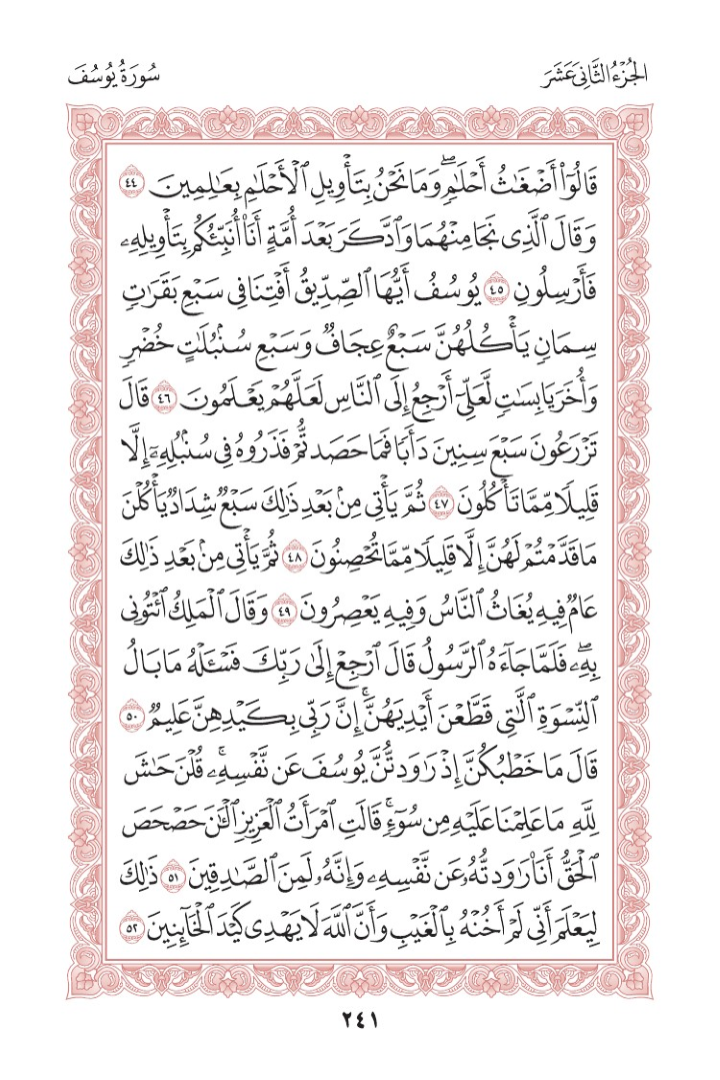 الجُزْءُ الثَّانِي عَشَرَ
سُورَةُ يُوسُفَ
قَالُوٓاْ أَضْغَٰثُ أَحْلَٰمٖۖ وَمَا نَحْنُ بِتَأْوِيلِ ٱلْأَحْلَٰمِ بِعَٰلِمِينَ ٤٤
وَقَالَ ٱلَّذِي نَجَا مِنْهُمَا وَٱدَّكَرَ بَعْدَ أُمَّةٍ أَنَا۠ أُنَبِّئُكُم بِتَأْوِيلِهِۦ
فَأَرْسِلُونِ ٤٥ يُوسُفُ أَيُّهَا ٱلصِّدِّيقُ أَفْتِنَا فِي سَبْعِ بَقَرَٰتٖ
سِمَانٖ يَأْكُلُهُنَّ سَبْعٌ عِجَافٞ وَسَبْعِ سُنۢبُلَٰتٍ خُضْرٖ
وَأُخَرَ يَابِسَٰتٖ لَّعَلِّيٓ أَرْجِعُ إِلَى ٱلنَّاسِ لَعَلَّهُمْ يَعْلَمُونَ ٤٦ قَالَ
تَزْرَعُونَ سَبْعَ سِنِينَ دَأَبٗا فَمَا حَصَدتُّمْ فَذَرُوهُ فِي سُنۢبُلِهِۦٓ إِلَّا
قَلِيلٗا مِّمَّا تَأْكُلُونَ ٤٧ ثُمَّ يَأْتِي مِنۢ بَعْدِ ذَٰلِكَ سَبْعٞ شِدَادٞ يَأْكُلْنَ
مَا قَدَّمْتُمْ لَهُنَّ إِلَّا قَلِيلٗا مِّمَّا تُحْصِنُونَ ٤٨ ثُمَّ يَأْتِي مِنۢ بَعْدِ ذَٰلِكَ
عَامٞ فِيهِ يُغَاثُ ٱلنَّاسُ وَفِيهِ يَعْصِرُونَ ٤٩ وَقَالَ ٱلْمَلِكُ ٱئْتُونِي
بِهِۦۖ فَلَمَّا جَآءَهُ ٱلرَّسُولُ قَالَ ٱرْجِعْ إِلَىٰ رَبِّكَ فَسْـَٔلْهُ مَا بَالُ
ٱلنِّسْوَةِ ٱلَّٰتِي قَطَّعْنَ أَيْدِيَهُنَّۚ إِنَّ رَبِّي بِكَيْدِهِنَّ عَلِيمٞ ٥٠
قَالَ مَا خَطْبُكُنَّ إِذْ رَٰوَدتُّنَّ يُوسُفَ عَن نَّفْسِهِۦۚ قُلْنَ حَٰشَ
لِلَّهِ مَا عَلِمْنَا عَلَيْهِ مِن سُوٓءٖۚ قَالَتِ ٱمْرَأَتُ ٱلْعَزِيزِ ٱلْـَٰٔنَ حَصْحَصَ
ٱلْحَقُّ أَنَا۠ رَٰوَدتُّهُۥ عَن نَّفْسِهِۦ وَإِنَّهُۥ لَمِنَ ٱلصَّٰدِقِينَ ٥١ ذَٰلِكَ
لِيَعْلَمَ أَنِّي لَمْ أَخُنْهُ بِٱلْغَيْبِ وَأَنَّ ٱللَّهَ لَا يَهْدِي كَيْدَ ٱلْخَآئِنِينَ ٥٢
٢٤١